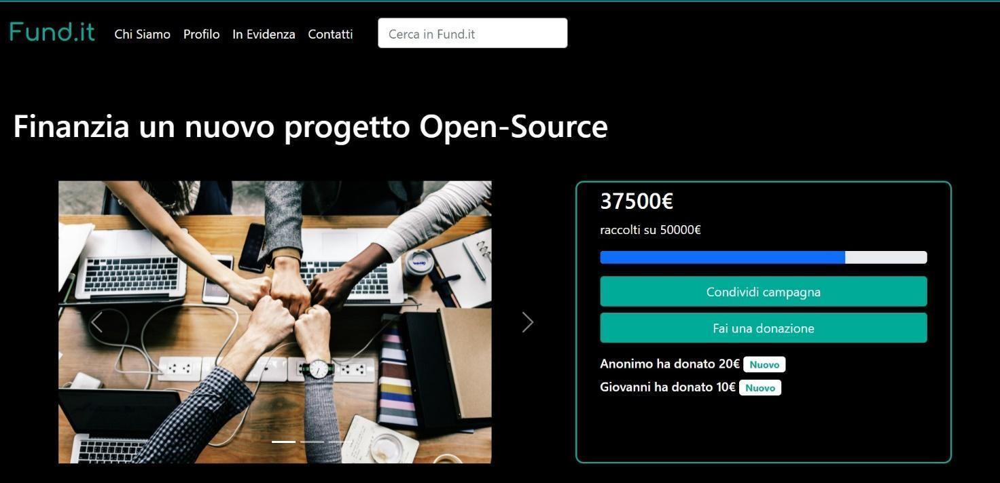 Fund.it
Chi Siamo
Profilo
In Evidenza
Contatti
Cerca in Fund.it
Finanzia un nuovo progetto Open-Source
37500€
raccolti su 50000€
Condividi campagna
Fai una donazione
Anonimo ha donato 20€ Nuovo
Giovanni ha donato 10€ Nuovo